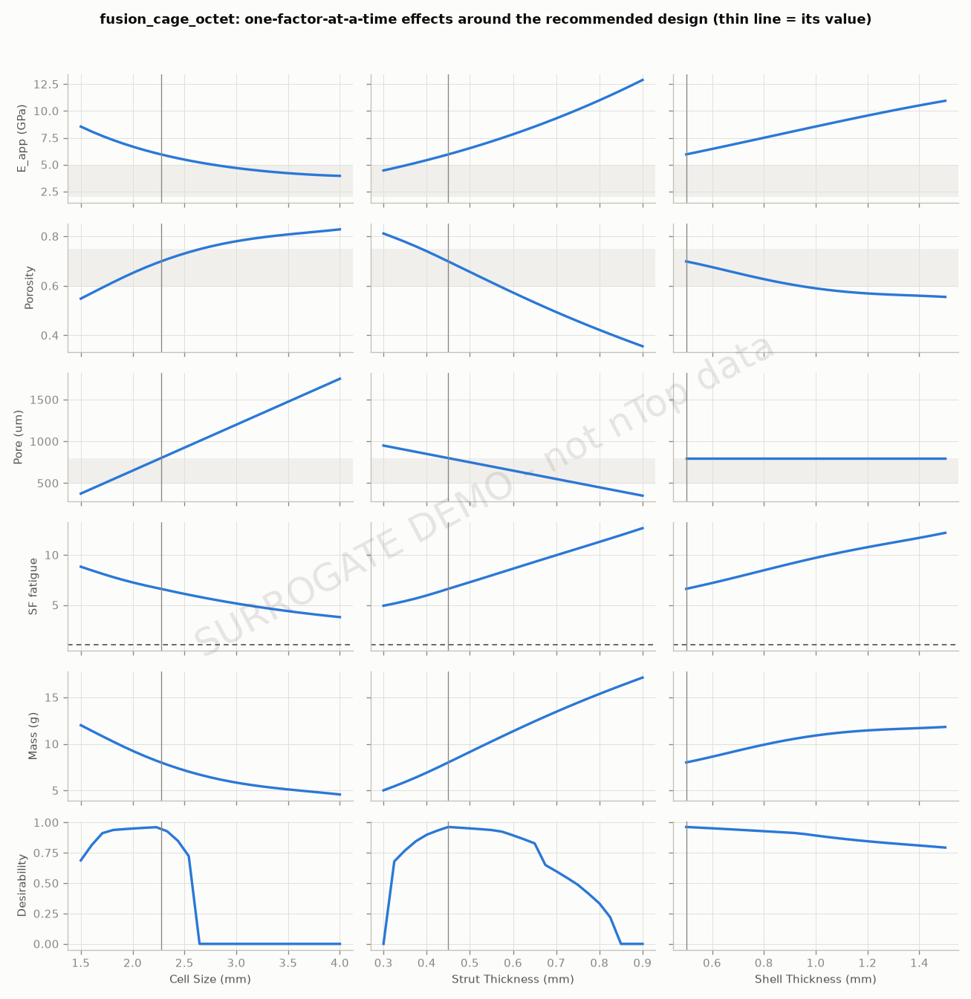 fusion_cage_octet: one-factor-at-a-time effects around the recommended design (thin line = its value)
E_app (GPa)
12.5
10.0
7.5
5.0
2.5
Porosity
0.8
0.6
0.4
Pore (um)
1500
1000
500
SF fatigue
10
5
Mass (g)
15
10
5
Desirability
1.00
0.75
0.50
0.25
0.00
1.5 2.0 2.5 3.0 3.5 4.0
Cell Size (mm)
0.3 0.4 0.5 0.6 0.7 0.8 0.9
Strut Thickness (mm)
0.6 0.8 1.0 1.2 1.4
Shell Thickness (mm)
SURROGATE DEMO - not nTop data